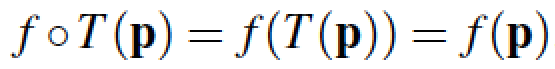 f ∘ T(𝐩) = f(T(𝐩)) = f(𝐩)